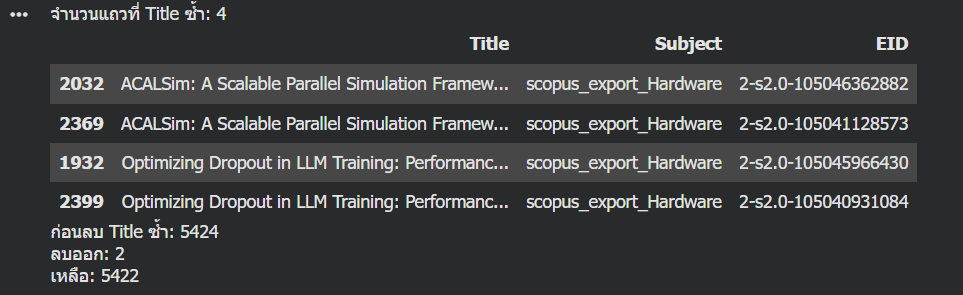 ••• จำนวนแถวที่ Title ซ้ำ: 4
Title Subject EID
2032 ACALSim: A Scalable Parallel Simulation Framew... scopus_export_Hardware 2-s2.0-105046362882
2369 ACALSim: A Scalable Parallel Simulation Framew... scopus_export_Hardware 2-s2.0-105041128573
1932 Optimizing Dropout in LLM Training: Performanc... scopus_export_Hardware 2-s2.0-105045966430
2399 Optimizing Dropout in LLM Training: Performanc... scopus_export_Hardware 2-s2.0-105040931084
ก่อนลบ Title ซ้ำ: 5424
ลบออก: 2
เหลือ: 5422